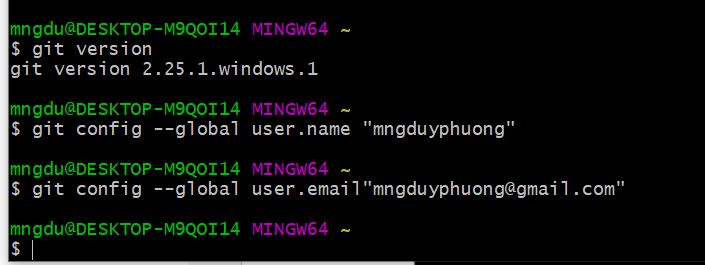 mngdu@DESKTOP-M9QOI14 MINGW64 ~
$ git version
git version 2.25.1.windows.1
mngdu@DESKTOP-M9QOI14 MINGW64 ~
$ git config --global user.name "mngduyphuong"
mngdu@DESKTOP-M9QOI14 MINGW64 ~
$ git config --global user.email"mngduyphuong@gmail.com"
mngdu@DESKTOP-M9QOI14 MINGW64 ~
$